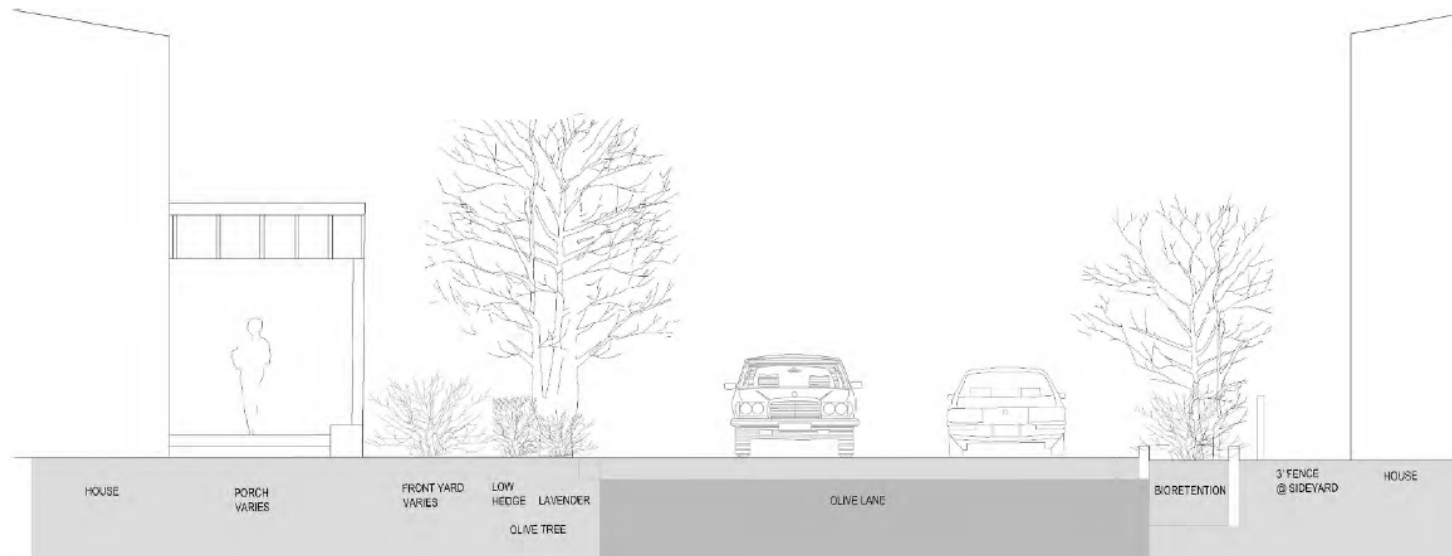 HOUSE
PORCH
VARIES
FRONT YARD
VARIES
LOW
HEDGE
LAVENDER
OLIVE TREE
OLIVE LANE
BIORETENTION
3' FENCE
@ SIDEYARD
HOUSE